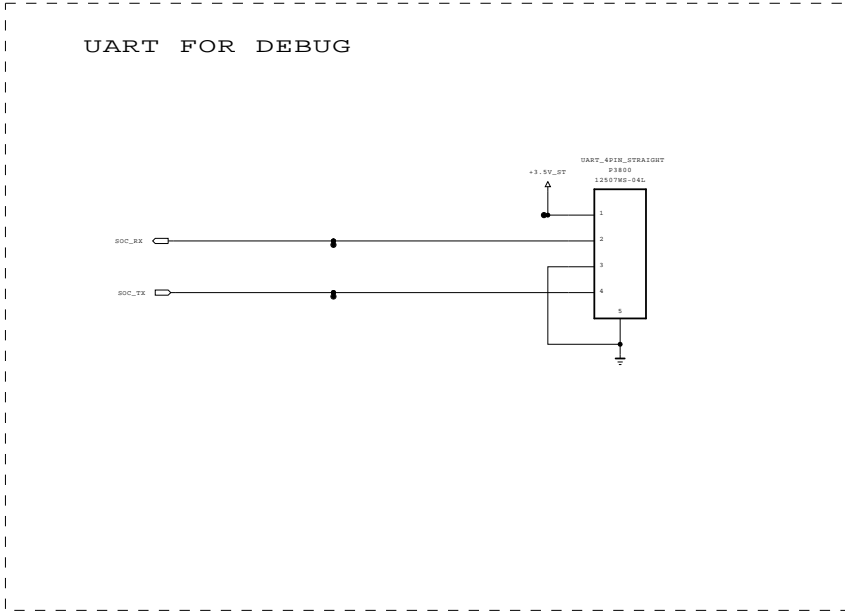 UART FOR DEBUG
UART_4PIN_STRAIGHT
P3800
12507WS-04L
+3.5V_ST
1
SOC_RX
2
3
SOC_TX
4
5